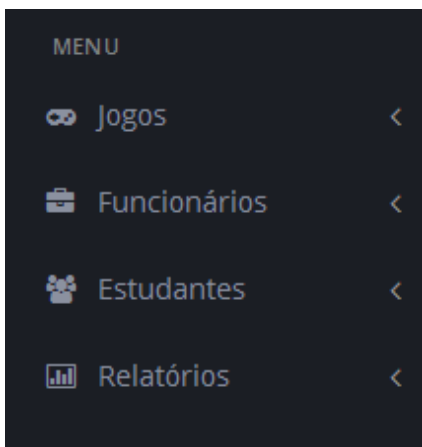 MENU
Jogos
Funcionários
Estudantes
Relatórios